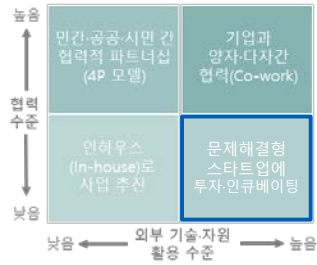 높음
민간·공공·시민 간
협력적 파트너십
(4P 모델)
기업과
양자·다자간
협력(Co-work)
협력
수준
인하우스
(In-house)로
사업 추진
문제해결형
스타트업에
투자·인큐베이팅
낮음
낮음
외부 기술·자원
활용 수준
높음